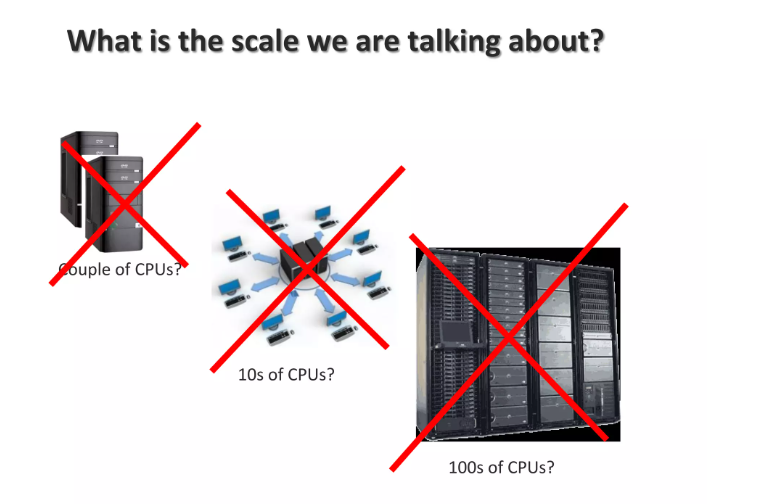 What is the scale we are talking about?
Couple of CPUs?
10s of CPUs?
100s of CPUs?